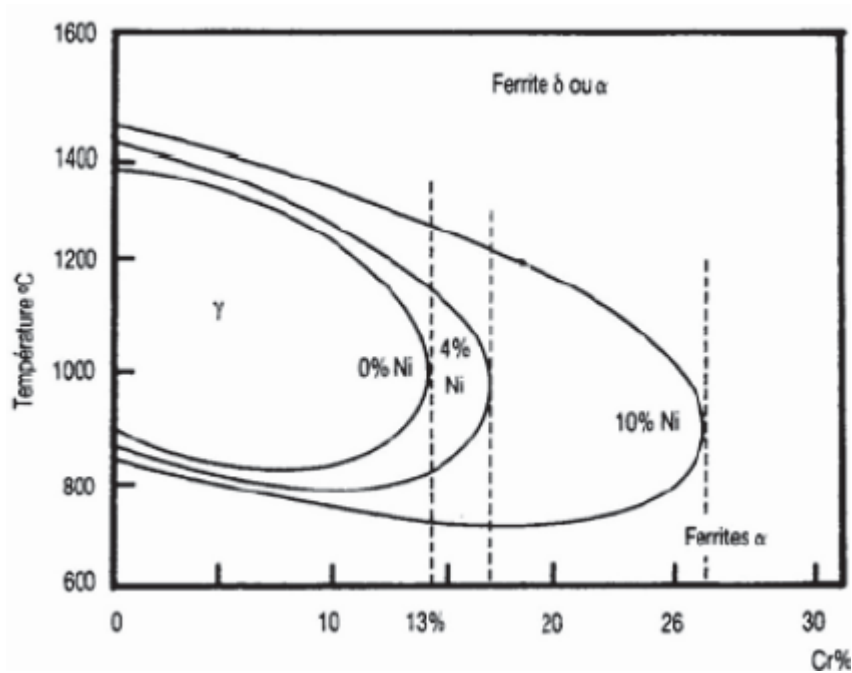 1600
Ferrite δ ou α
1400
1200
γ
4%
0% Ni
Ni
1000
10% Ni
800
Ferrites α
600
Température ºC
0
10
13%
20
26
30
Cr%